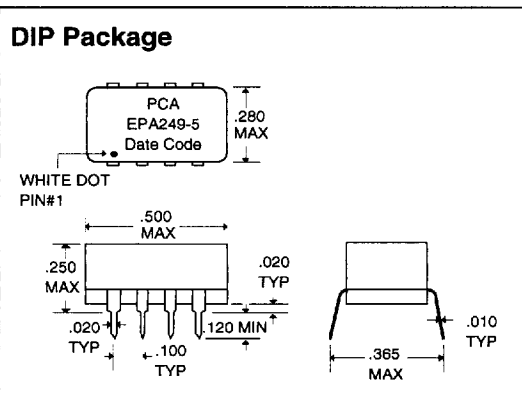 DIP Package
PCA
EPA249-5
Date Code
.280
MAX
WHITE DOT
PIN#1
.500
MAX
.250
MAX
.020
TYP
.020
TYP
.120 MIN
.100
TYP
.010
TYP
.365
MAX